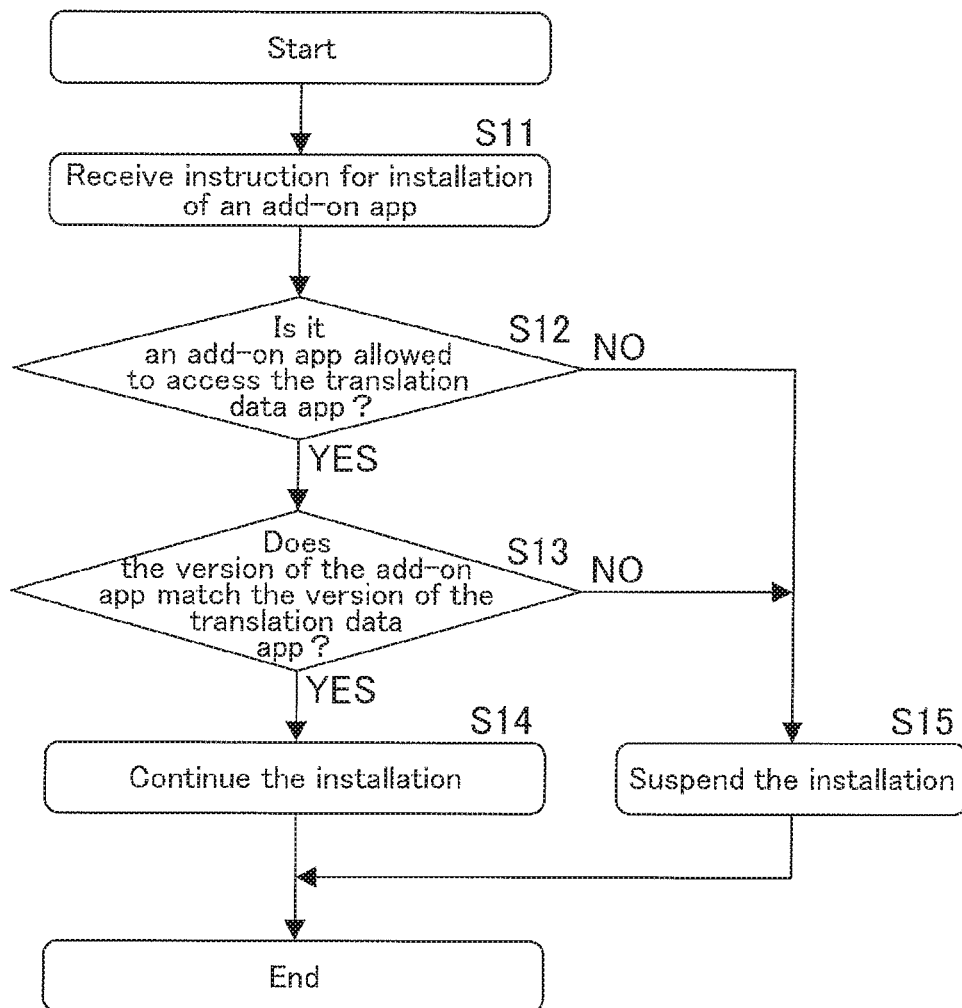 Start
S11
Receive instruction for installation
of an add-on app
S12
Is it
an add-on app allowed
to access the translation
data app?
NO
YES
S13
Does
the version of the add-on
app match the version of the
translation data
app?
NO
YES
S14
Continue the installation
S15
Suspend the installation
End